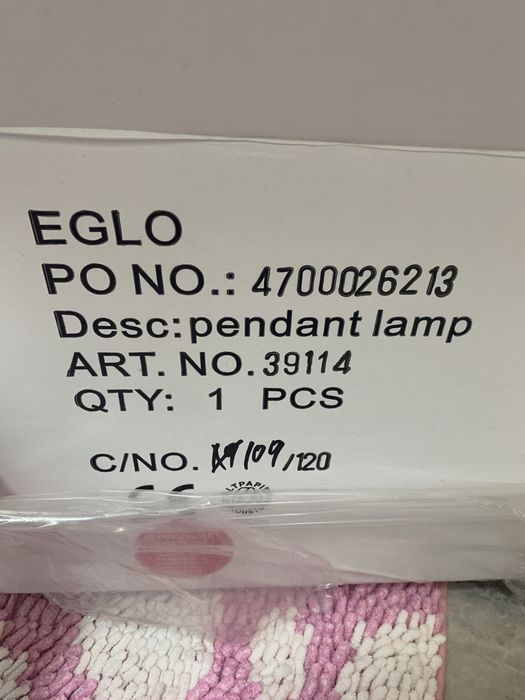 EGLO
PO NO.: 4700026213
Desc:pendant lamp
ART. NO. 39114
QTY: 1 PCS
C/NO. 109/120